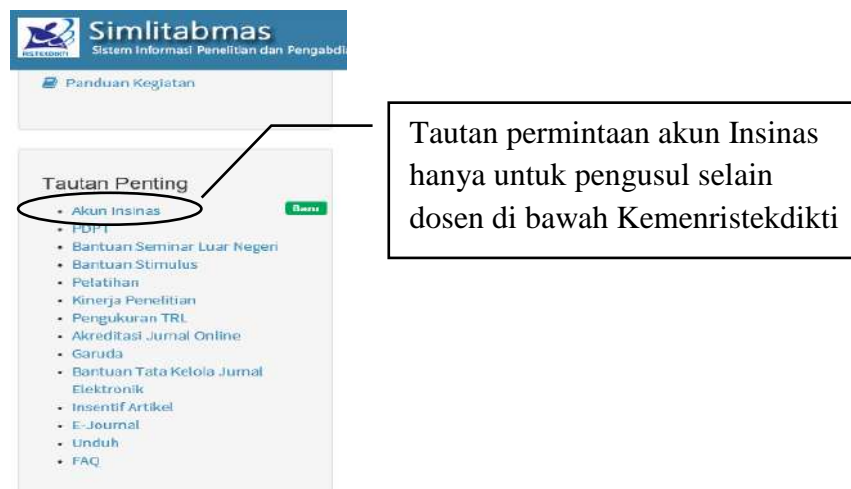 Simlitabmas
Sistem Informasi Penelitian dan Pengabdia
RISTEKDIKTI
Panduan Kegiatan
Tautan Penting
Akun Insinas
Baru
PDPT
Bantuan Seminar Luar Negeri
Bantuan Stimulus
Pelatihan
Kinerja Penelitian
Pengukuran TRL
Akreditasi Jurnal Online
Garuda
Bantuan Tata Kelola Jurnal
Elektronik
Insentif Artikel
E-Journal
Unduh
FAQ
Tautan permintaan akun Insinas
hanya untuk pengusul selain
dosen di bawah Kemenristekdikti